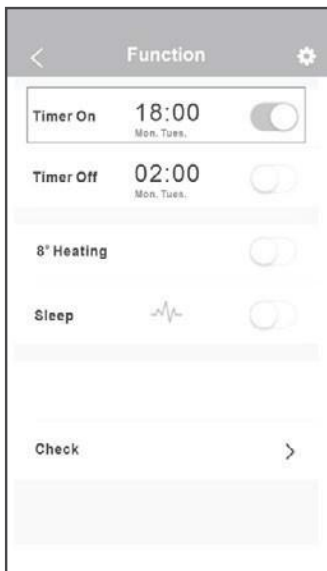 Function
Timer On 18:00
Mon. Tues.
Timer Off 02:00
Mon. Tues.
8° Heating
Sleep
Check